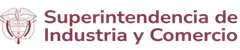 Superintendencia de
Industria y Comercio